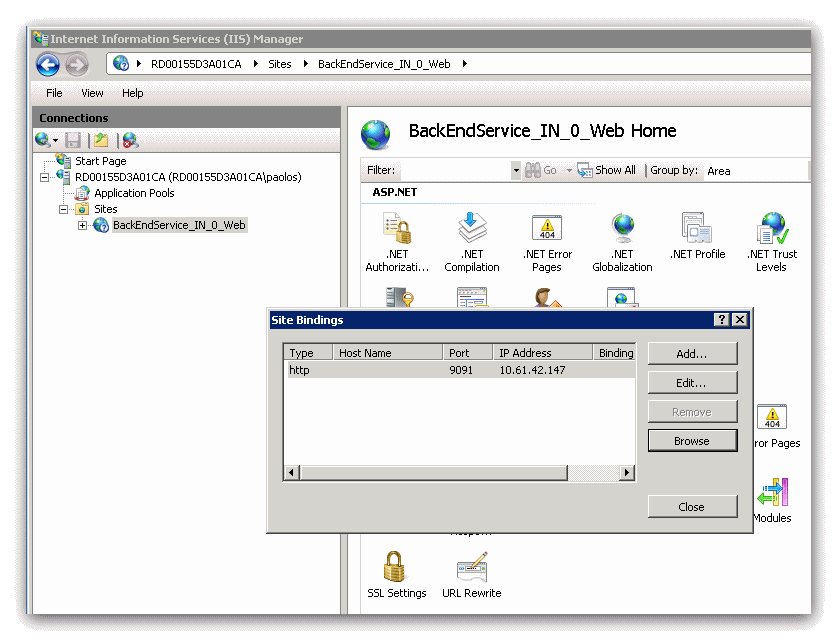 Internet Information Services (IIS) Manager
RD00155D3A01CA Sites BackEndService_IN_0_Web
File View Help
Connections
Start Page
RD00155D3A01CA (RD00155D3A01CA\paolos)
Application Pools
Sites
BackEndService_IN_0_Web
BackEndService_IN_0_Web Home
Filter: Go Show All Group by: Area
ASP.NET
.NET Authorizati...
.NET Compilation
.NET Error Pages
.NET Globalization
.NET Profile
.NET Trust Levels
404
Site Bindings
Type Host Name Port IP Address Binding
http 9091 10.61.42.147
Add...
Edit...
Remove
Browse
Close
404
ror Pages
Modules
SSL Settings
URL Rewrite